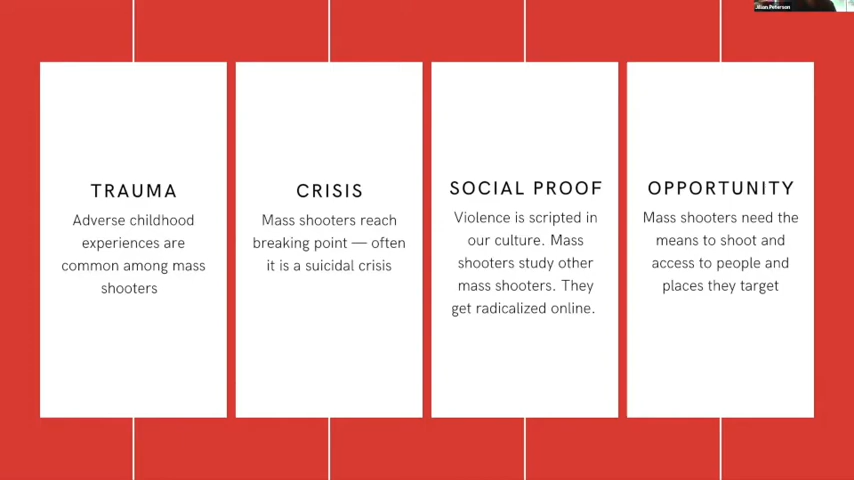 Jillian Peterson
TRAUMA
Adverse childhood
experiences are
common among mass
shooters
CRISIS
Mass shooters reach
breaking point — often
it is a suicidal crisis
SOCIAL PROOF
Violence is scripted in
our culture. Mass
shooters study other
mass shooters. They
get radicalized online.
OPPORTUNITY
Mass shooters need the
means to shoot and
access to people and
places they target